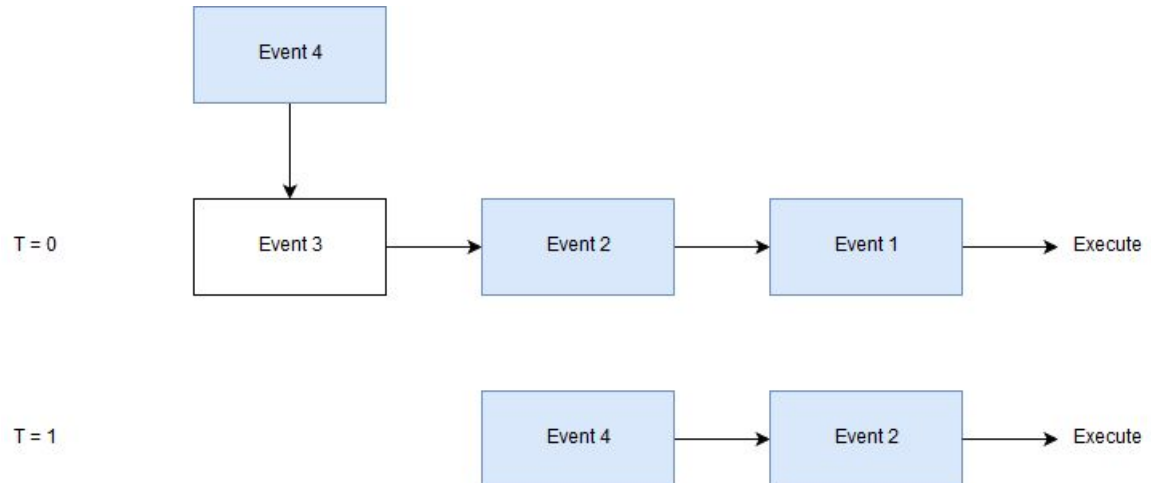 Event 4
T = 0 Event 3 Event 2 Event 1 Execute
T = 1 Event 4 Event 2 Execute